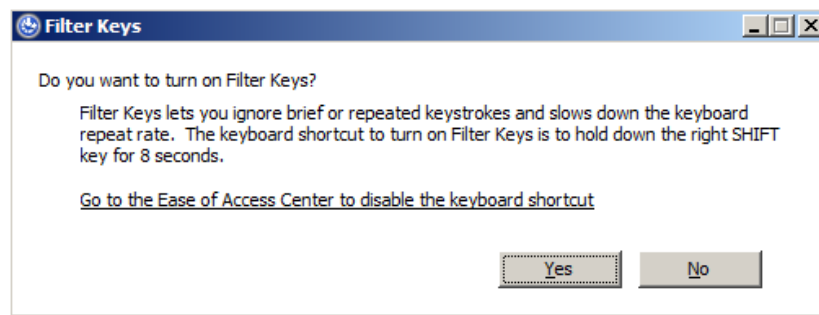 Filter Keys
Do you want to turn on Filter Keys?
Filter Keys lets you ignore brief or repeated keystrokes and slows down the keyboard
repeat rate.  The keyboard shortcut to turn on Filter Keys is to hold down the right SHIFT
key for 8 seconds.
Go to the Ease of Access Center to disable the keyboard shortcut
Yes No